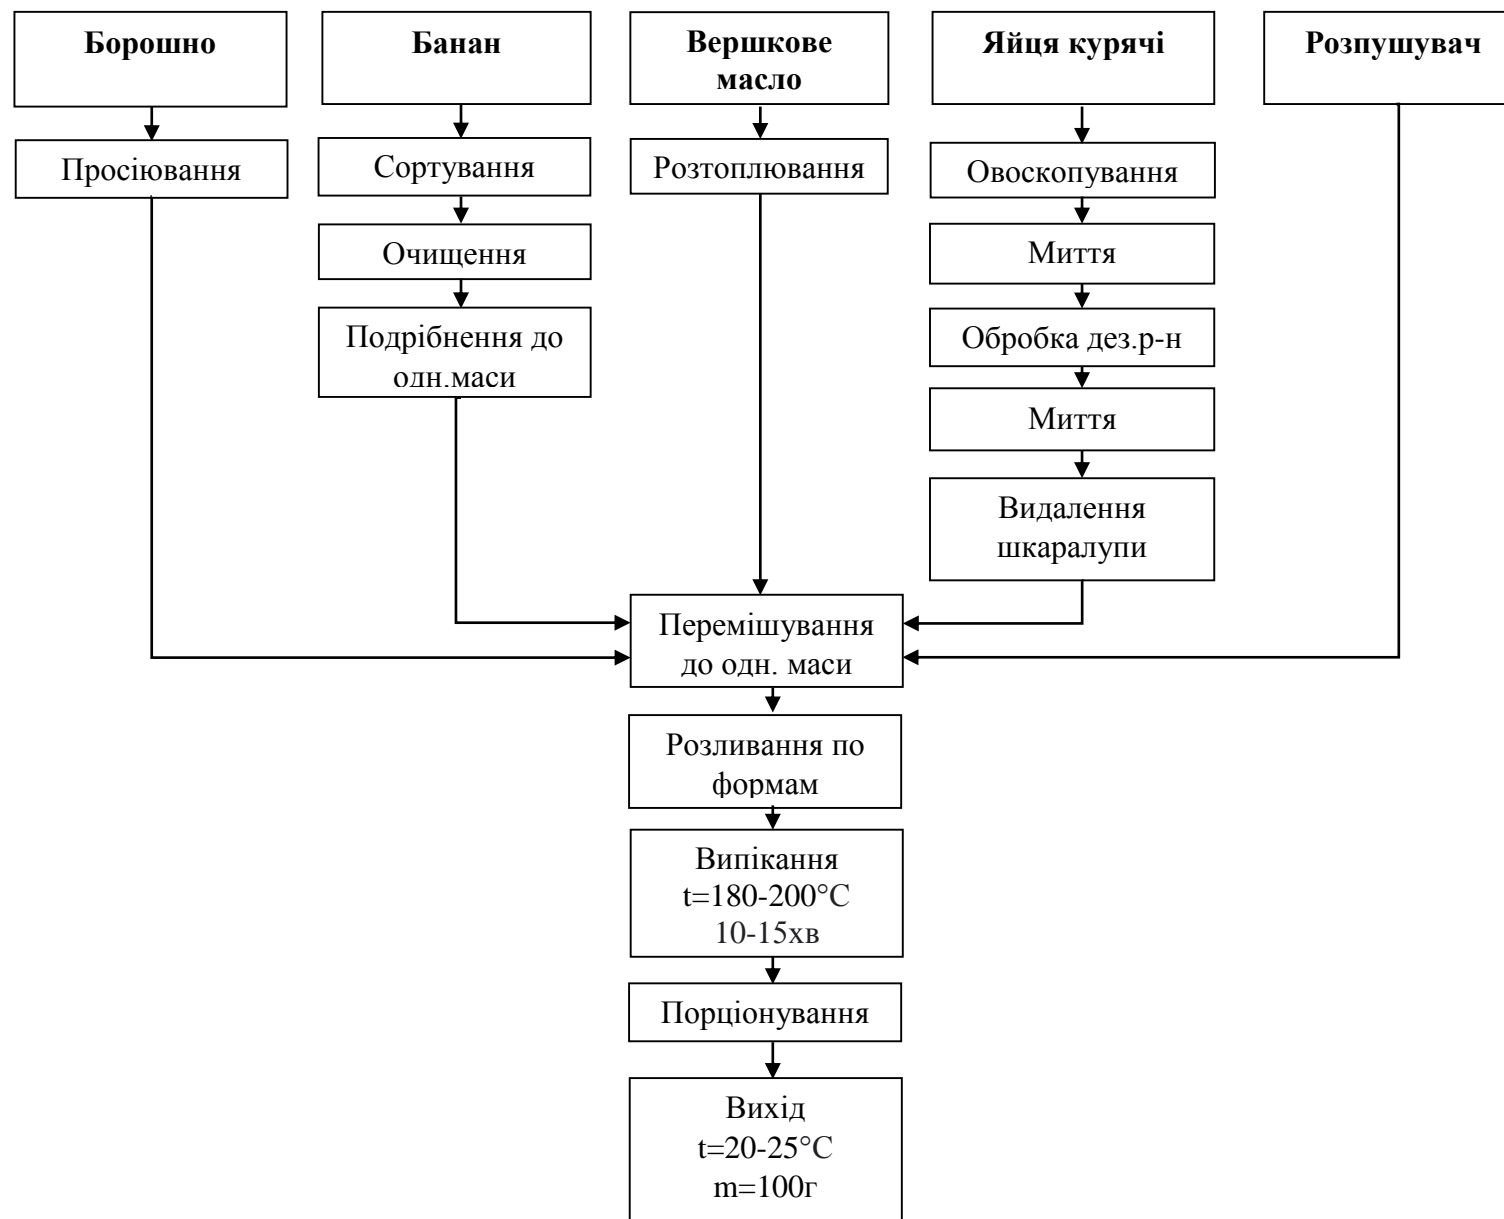 Борошно
Банан
Вершкове
масло
Яйця курячі
Розпушувач
Просіювання
Сортування
Розтоплювання
Овоскопування
Очищення
Миття
Подрібнення до
одн.маси
Обробка дез.р-н
Миття
Видалення
шкаралупи
Перемішування
до одн. маси
Розливання по
формам
Випікання
t=180-200°С
10-15хв
Порціонування
Вихід
t=20-25°С
m=100г